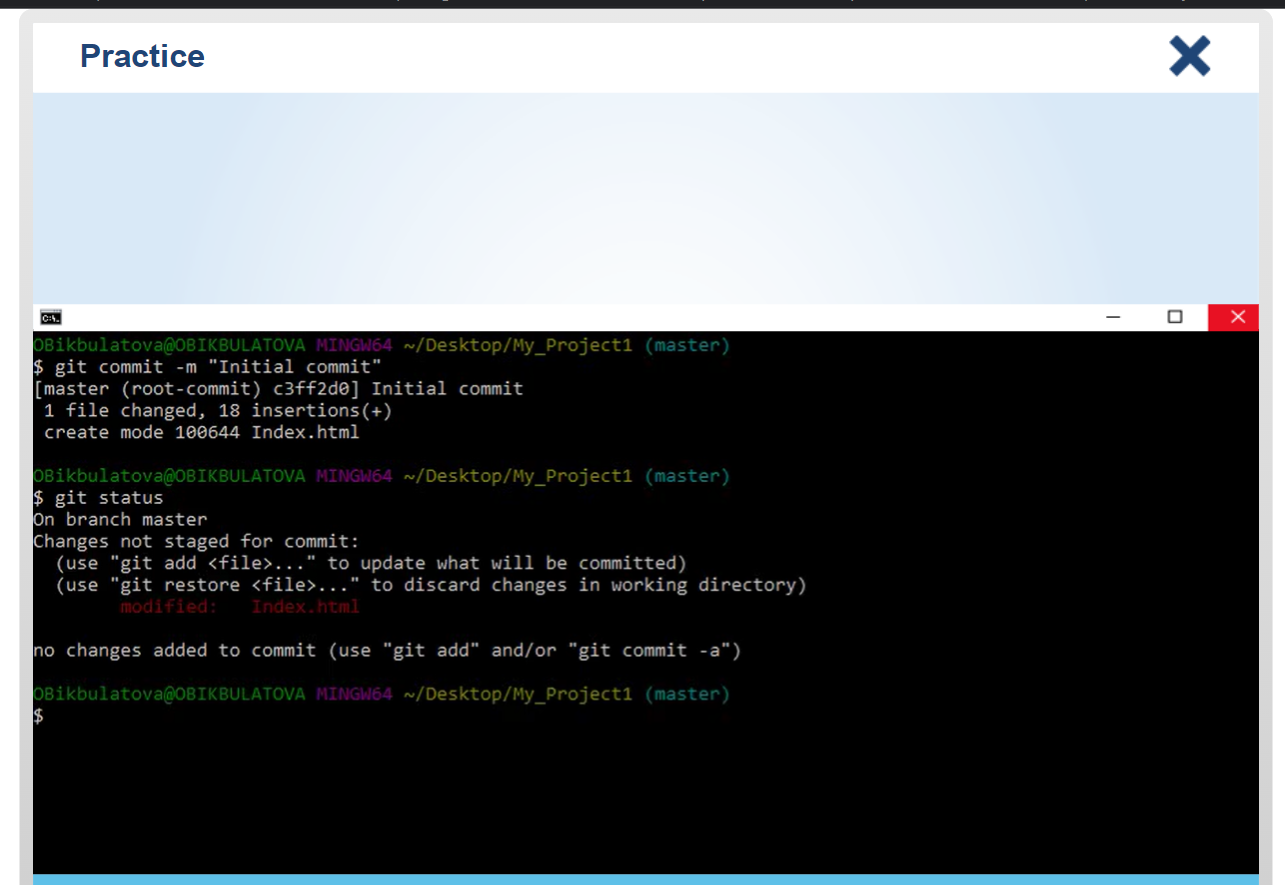 Practice
OBikbulatova@OBIKBULATOVA MINGW64 ~/Desktop/My_Project1 (master)
$ git commit -m "Initial commit"
[master (root-commit) c3ff2d0] Initial commit
1 file changed, 18 insertions(+)
create mode 100644 Index.html
OBikbulatova@OBIKBULATOVA MINGW64 ~/Desktop/My_Project1 (master)
$ git status
On branch master
Changes not staged for commit:
(use "git add <file>..." to update what will be committed)
(use "git restore <file>..." to discard changes in working directory)
modified: Index.html
no changes added to commit (use "git add" and/or "git commit -a")
OBikbulatova@OBIKBULATOVA MINGW64 ~/Desktop/My_Project1 (master)
$